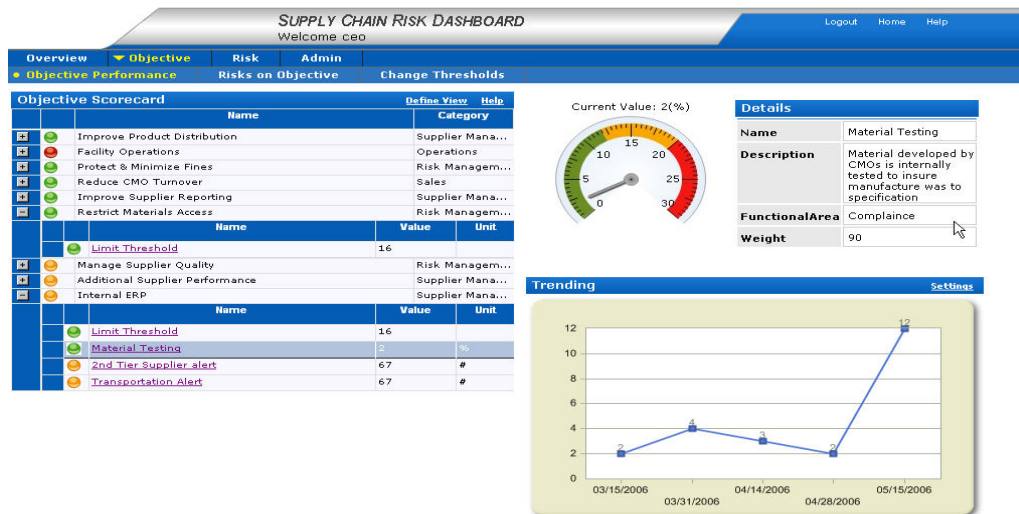 SUPPLY CHAIN RISK DASHBOARD
Welcome ceo
Logout Home Help
Overview Objective Risk Admin
Objective Performance Risks on Objective Change Thresholds
Objective Scorecard Define View Help
Name Category
Improve Product Distribution Supplier Mana...
Facility Operations Operations
Protect & Minimize Fines Risk Managem...
Reduce CMO Turnover Sales
Improve Supplier Reporting Supplier Mana...
Restrict Materials Access Risk Managem...
Name Value Unit
Limit Threshold 16
Manage Supplier Quality Risk Managem...
Additional Supplier Performance Supplier Mana...
Internal ERP Supplier Mana...
Name Value Unit
Limit Threshold 16
Material Testing 2 %
2nd Tier Supplier alert 67 #
Transportation Alert 67 #
Current Value: 2(%)
0 5 10 15 20 25 30
Details
Name Material Testing
Description Material developed by
CMOs is internally
tested to insure
manufacture was to
specification
FunctionalArea Complaince
Weight 90
Trending Settings
12
10
8
6
4
2
0
2 4 3 2 12
03/15/2006 03/31/2006 04/14/2006 04/28/2006 05/15/2006